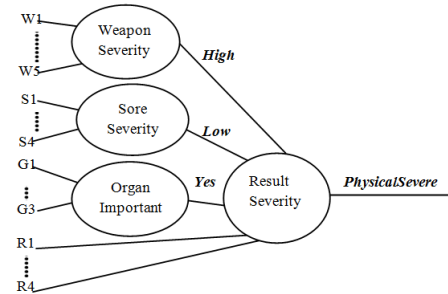 W1
Weapon
Severity
W5
High
S1
Sore
Severity
S4
Low
G1
Organ
Important
G3
Yes
Result
Severity
PhysicalSevere
R1
R4